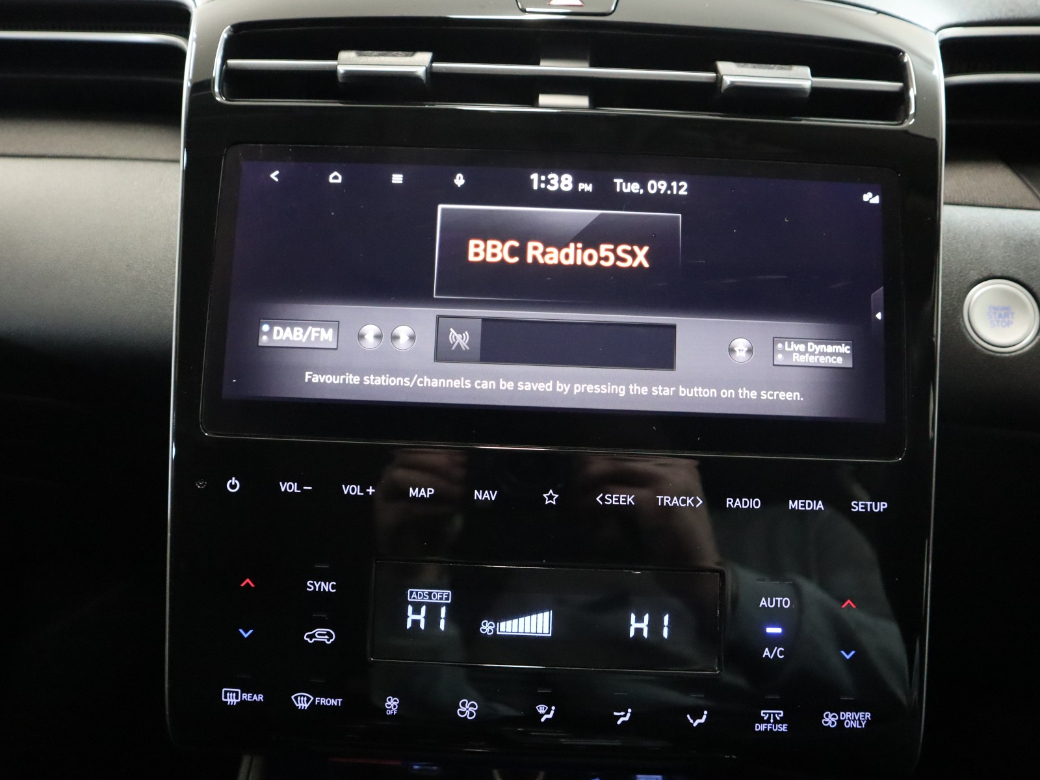 1:38 PM Tue, 09.12
BBC Radio5SX
DAB/FM
Live Dynamic
Reference
Favourite stations/channels can be saved by pressing the star button on the screen.
ENGINE
START
STOP
VOL- VOL+ MAP NAV <SEEK TRACK> RADIO MEDIA SETUP
SYNC
ADS OFF
HI HI
AUTO
A/C
REAR FRONT OFF DIFFUSE DRIVER
ONLY